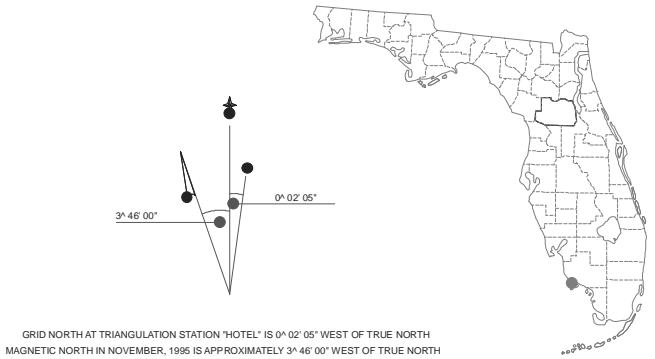 0^ 02' 05"
3^ 46' 00"
GRID NORTH AT TRIANGULATION STATION "HOTEL" IS 0^ 02' 05" WEST OF TRUE NORTH
MAGNETIC NORTH IN NOVEMBER, 1995 IS APPROXIMATELY 3^ 46' 00" WEST OF TRUE NORTH